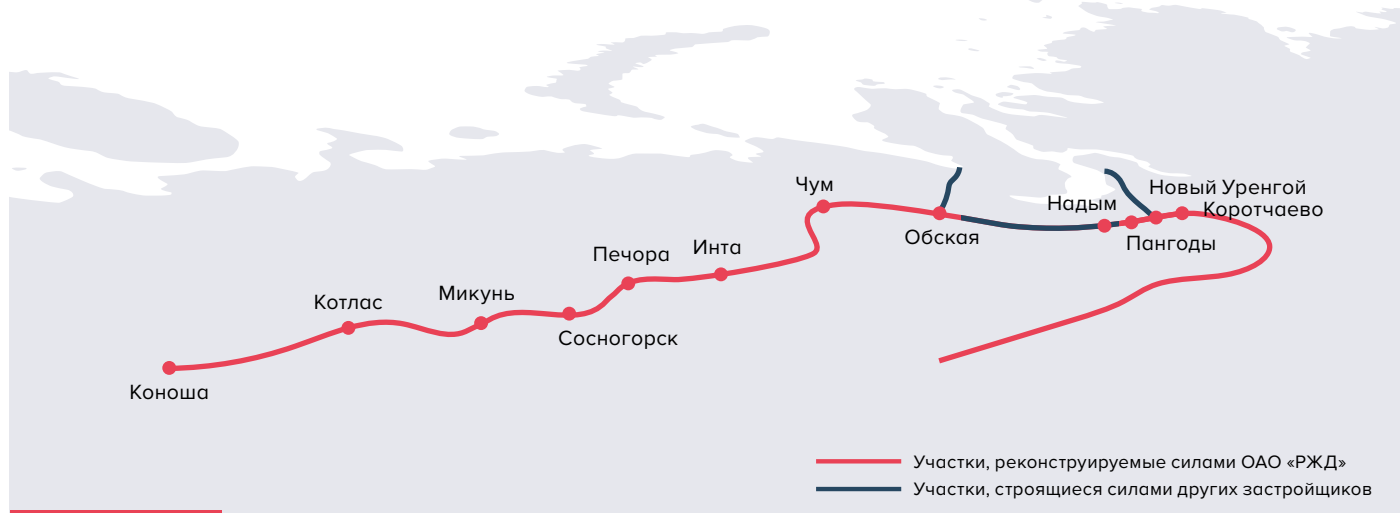 Чум
Новый Уренгой
Надым
Коротчаево
Обская
Пангоды
Печора
Инта
Котлас
Микунь
Сосногорск
Коноша
Участки, реконструируемые силами ОАО «РЖД»
Участки, строящиеся силами других застройщиков